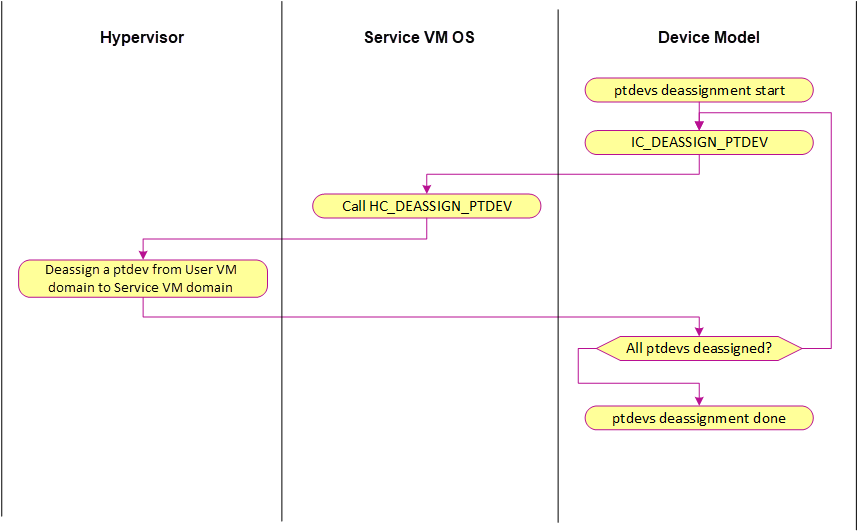 Hypervisor
Service VM OS
Device Model
ptdevs deassignment start
IC_DEASSIGN_PTDEV
Call HC_DEASSIGN_PTDEV
Deassign a ptdev from User VM
domain to Service VM domain
All ptdevs deassigned?
ptdevs deassignment done